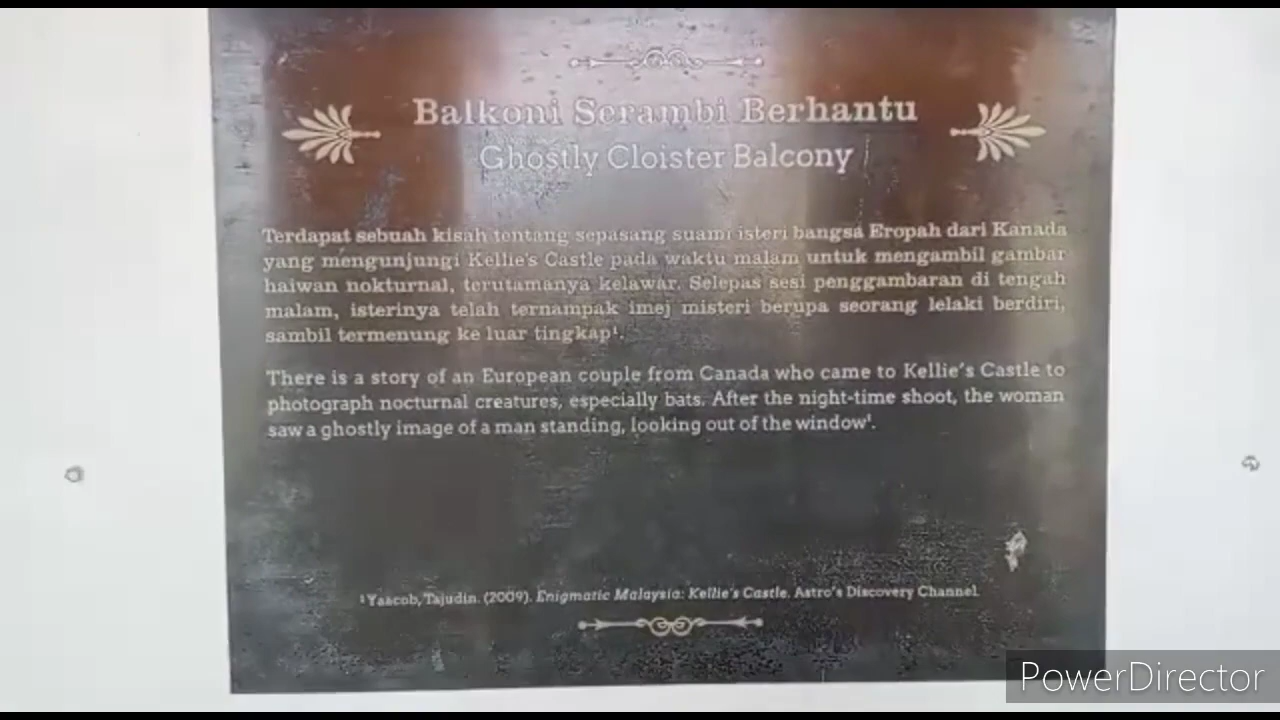 Balkoni Serambi Berhantu
Ghostly Cloister Balcony
Terdapat sebuah kisah tentang sepasang suami isteri bangsa Eropah dari Kanada
yang mengunjungi Kellie's Castle pada waktu malam untuk mengambil gambar
haiwan nokturnal, terutamanya kelawar. Selepas sesi penggambaran di tengah
malam, isterinya telah ternampak imej misteri berupa seorang lelaki berdiri,
sambil termenung ke luar tingkap¹.
There is a story of an European couple from Canada who came to Kellie's Castle to
photograph nocturnal creatures, especially bats. After the night-time shoot, the woman
saw a ghostly image of a man standing, looking out of the window¹.
¹ Yaacob, Tajudin. (2009). Enigmatic Malaysia: Kellie's Castle. Astro's Discovery Channel.
PowerDirector